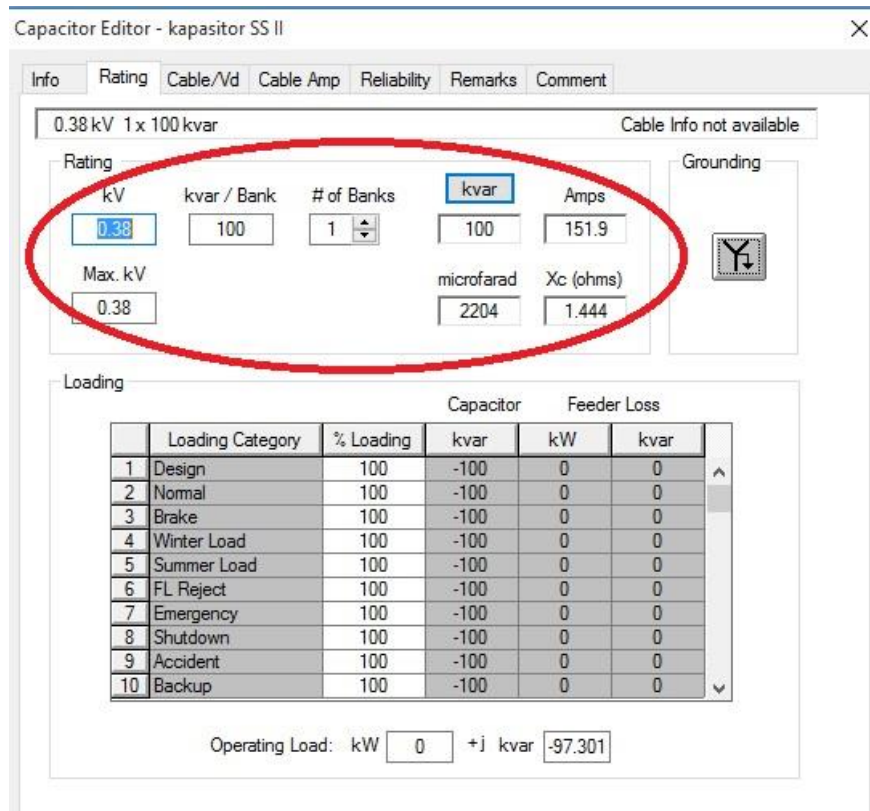 Capacitor Editor - kapasitor SS II
Info Rating Cable/Vd Cable Amp Reliability Remarks Comment
0.38 kV 1 x 100 kvar Cable Info not available
Rating Grounding
kV kvar / Bank # of Banks kvar Amps
0.38 100 1 100 151.9
Max. kV microfarad Xc (ohms)
0.38 2204 1.444
Loading
Capacitor Feeder Loss
Loading Category % Loading kvar kW kvar
1 Design 100 -100 0 0
2 Normal 100 -100 0 0
3 Brake 100 -100 0 0
4 Winter Load 100 -100 0 0
5 Summer Load 100 -100 0 0
6 FL Reject 100 -100 0 0
7 Emergency 100 -100 0 0
8 Shutdown 100 -100 0 0
9 Accident 100 -100 0 0
10 Backup 100 -100 0 0
Operating Load: kW 0 +j kvar -97.301